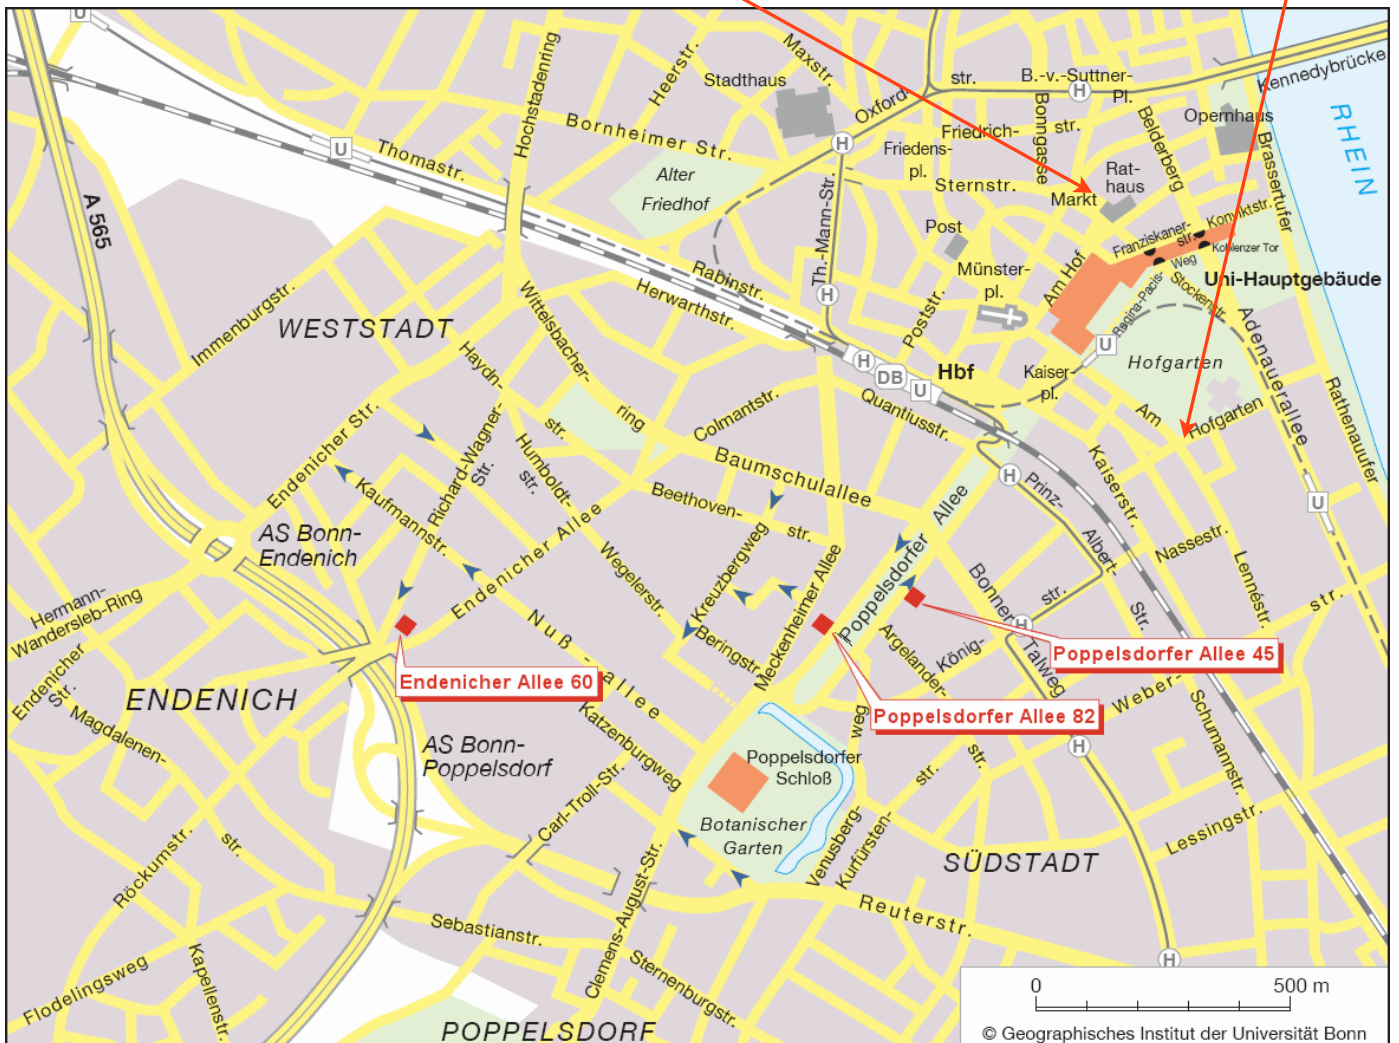 U
Hochstadenring
Heerstr.
Maxstr.
Stadthaus
Oxford-
str.
B.-v.-Suttner-
Pl.
H
Kennedybrücke
RHEIN
Opernhaus
Brassertufer
Belderberg
Bonngasse
Friedrich-
str.
Friedens-
pl.
H
Bornheimer Str.
U
Thomastr.
A 565
Alter
Friedhof
Sternstr.
Rat-
haus
Markt
Th.-Mann-Str.
Post
Franziskaner-
str.
Konviktstr.
Koblenzer Tor
Weg
Uni-Hauptgebäude
Münster-
pl.
Am Hof
Regina-Pacis-
Stockenstr.
Rabinstr.
Herwarthstr.
H
Poststr.
Immenburgstr.
WESTSTADT
Wittelsbacher-
ring
Haydn-
str.
U
Hofgarten
Adenauerallee
Rathenauufer
H
DB
U
Hbf
Kaiser-
pl.
Quantiusstr.
Colmantstr.
Am
Hofgarten
Endenicher Str.
Richard-Wagner-
Str.
Humboldt-
str.
Baumschulallee
Kaiserstr.
Kaufmannstr.
Beethoven-
str.
H
Prinz-
Albert-
str.
U
AS Bonn-
Endenich
Endenicher Allee
Wegelerstr.
Kreuzbergweg
Meckenheimer Allee
Poppelsdorfer
Allee
Bonner
Talweg
Nassestr.
Lennéstr.
Hermann-
Wandersleb-Ring
Endenicher
Str.
Nuß-allee
Beringstr.
Argelander-
str.
König-
str.
H
Str.
Poppelsdorfer Allee 45
Endenicher Allee 60
Poppelsdorfer Allee 82
Weber-
str.
ENDENICH
Magdalenen-
str.
AS Bonn-
Poppelsdorf
Katzenburgweg
Carl-Troll-Str.
Poppelsdorfer
Schloß
Botanischer
Garten
weg
Venusberg-
Kurfürsten-
str.
H
Schumannstr.
Lessingstr.
SÜDSTADT
Röckumstr.
Clemens-August-Str.
Reuterstr.
Sebastianstr.
Sternenburgstr.
Flodelingsweg
Kapellenstr.
POPPELSDORF
H
0 500 m
© Geographisches Institut der Universität Bonn